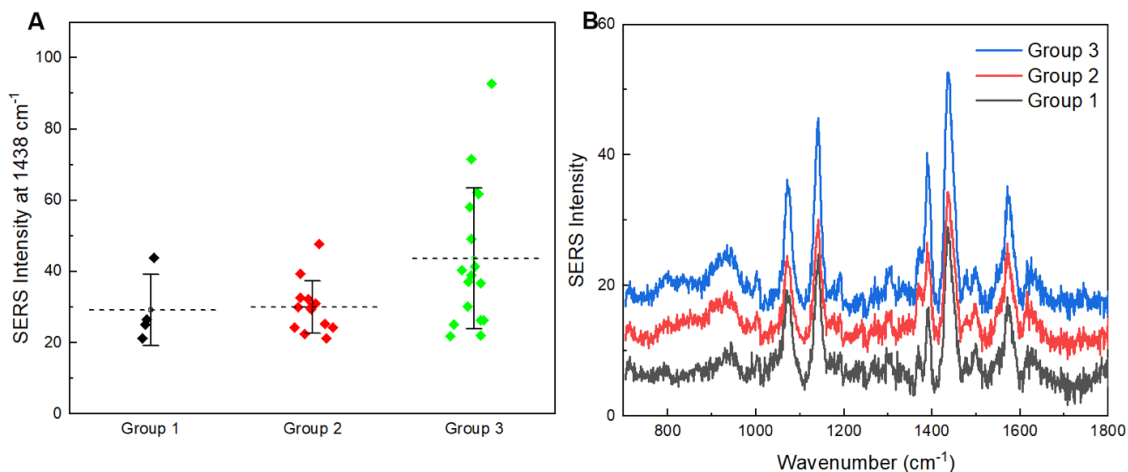 A
SERS Intensity at 1438 cm⁻¹
100
80
60
40
20
0
Group 1
Group 2
Group 3
B
SERS Intensity
60
40
20
0
Group 3
Group 2
Group 1
800
1000
1200
1400
1600
1800
Wavenumber (cm⁻¹)